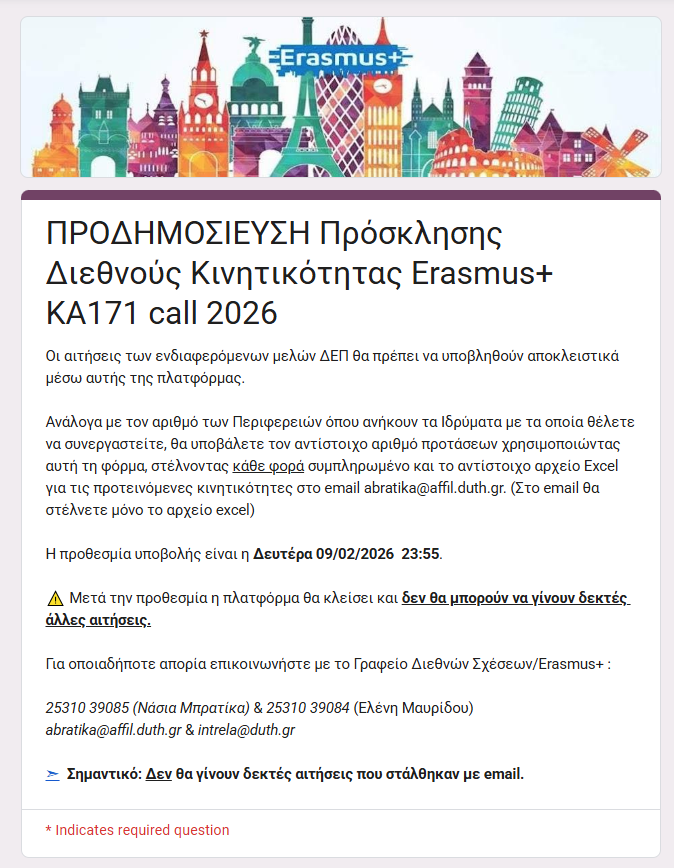 Erasmus+
ΠΡΟΔΗΜΟΣΙΕΥΣΗ Πρόσκλησης
Διεθνούς Κινητικότητας Erasmus+
KA171 call 2026
Οι αιτήσεις των ενδιαφερόμενων μελών ΔΕΠ θα πρέπει να υποβληθούν αποκλειστικά
μέσω αυτής της πλατφόρμας.
Ανάλογα με τον αριθμό των Περιφερειών όπου ανήκουν τα Ιδρύματα με τα οποία θέλετε
να συνεργαστείτε, θα υποβάλετε τον αντίστοιχο αριθμό προτάσεων χρησιμοποιώντας
αυτή τη φόρμα, στέλνοντας κάθε φορά συμπληρωμένο και το αντίστοιχο αρχείο Excel
για τις προτεινόμενες κινητικότητες στο email abratika@affil.duth.gr. (Στο email θα
στέλνετε μόνο το αρχείο excel)
Η προθεσμία υποβολής είναι η Δευτέρα 09/02/2026 23:55.
⚠ Μετά την προθεσμία η πλατφόρμα θα κλείσει και δεν θα μπορούν να γίνουν δεκτές
άλλες αιτήσεις.
Για οποιαδήποτε απορία επικοινωνήστε με το Γραφείο Διεθνών Σχέσεων/Erasmus+ :
25310 39085 (Νάσια Μπρατίκα) & 25310 39084 (Ελένη Μαυρίδου)
abratika@affil.duth.gr & intrela@duth.gr
➣ Σημαντικό: Δεν θα γίνουν δεκτές αιτήσεις που στάλθηκαν με email.
* Indicates required question